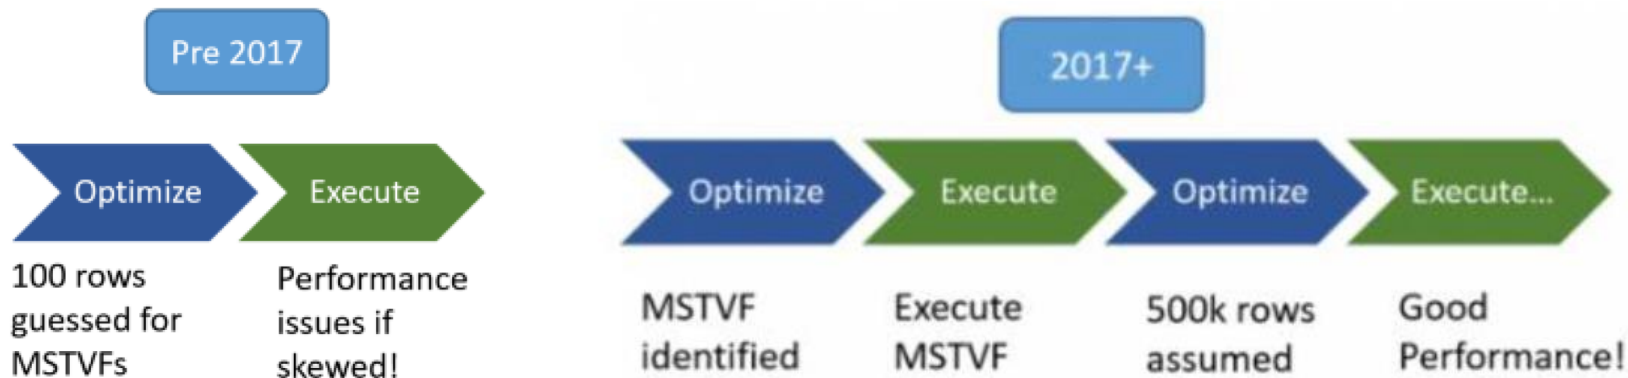 Pre 2017
Optimize
Execute
100 rows
guessed for
MSTVFs
Performance
issues if
skewed!
2017+
Optimize
Execute
Optimize
Execute...
MSTVF
identified
Execute
MSTVF
500k rows
assumed
Good
Performance!